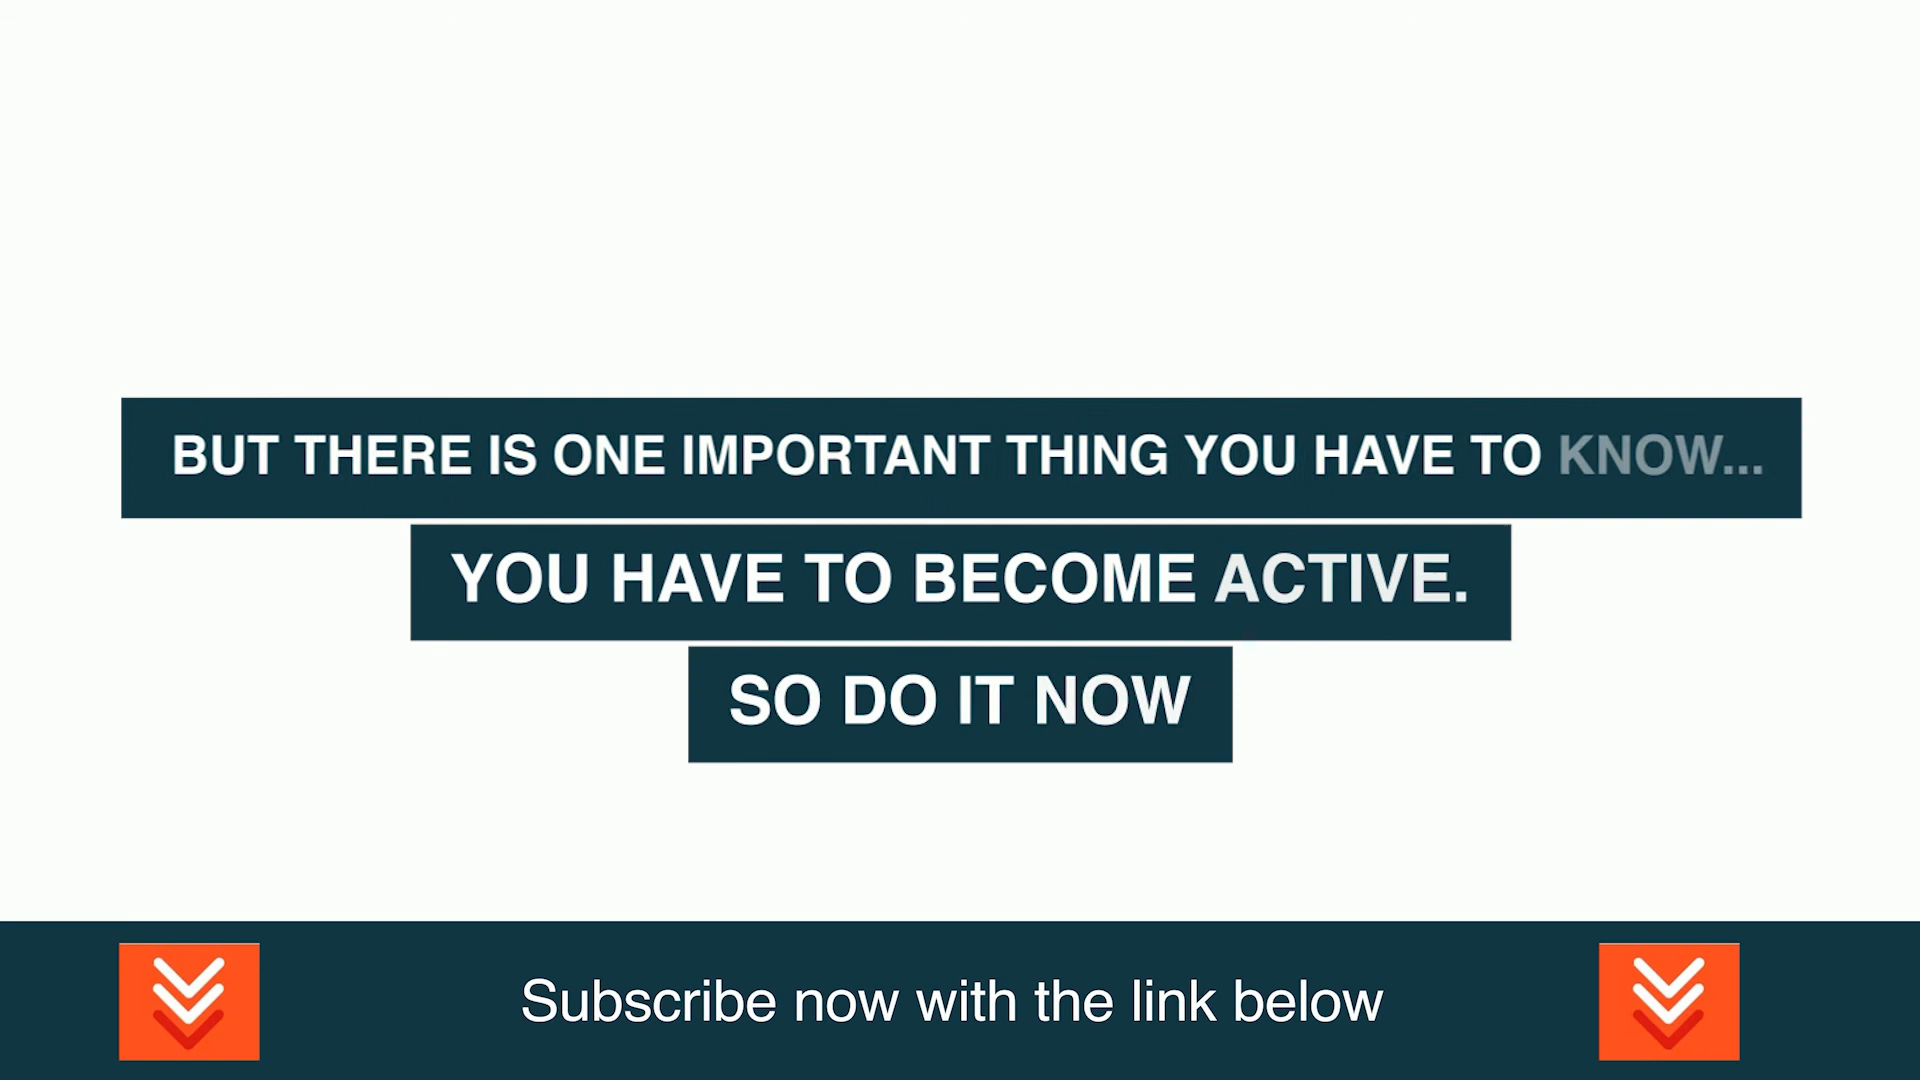 BUT THERE IS ONE IMPORTANT THING YOU HAVE TO KNOW...
YOU HAVE TO BECOME ACTIVE.
SO DO IT NOW
Subscribe now with the link below